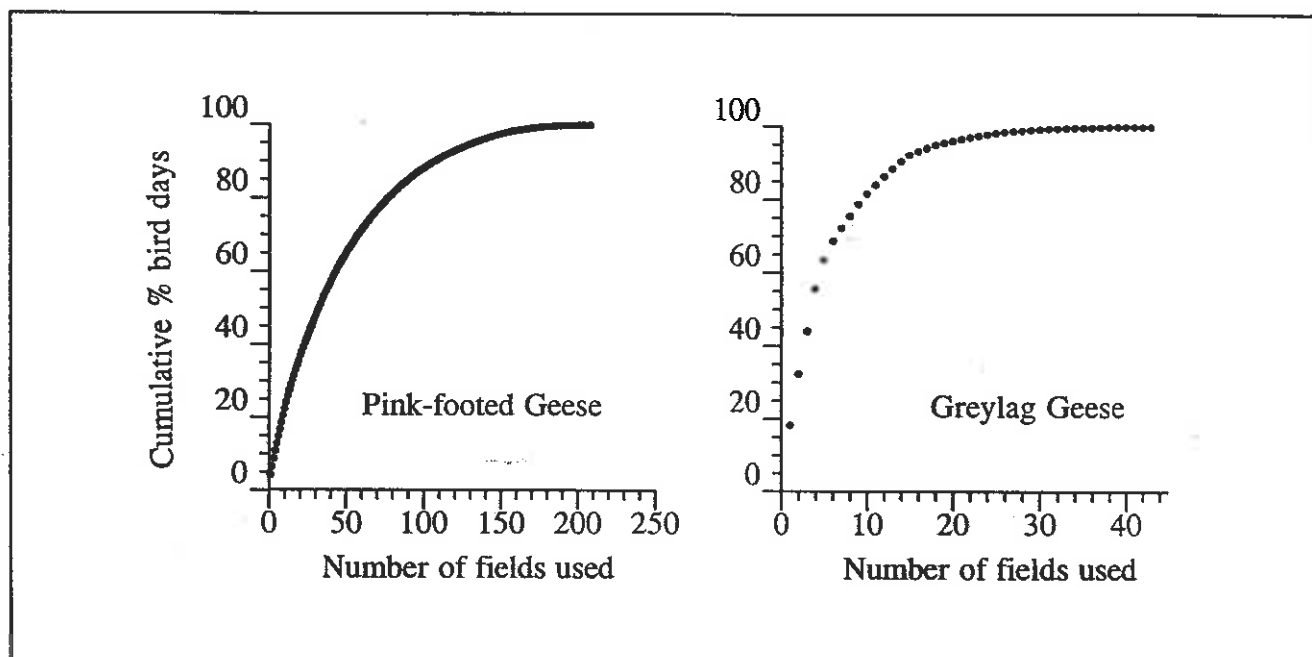 Cumulative % bird days
100
80
60
40
20
0
Pink-footed Geese
0 50 100 150 200 250
Number of fields used
100
80
60
40
20
0
Greylag Geese
0 10 20 30 40
Number of fields used